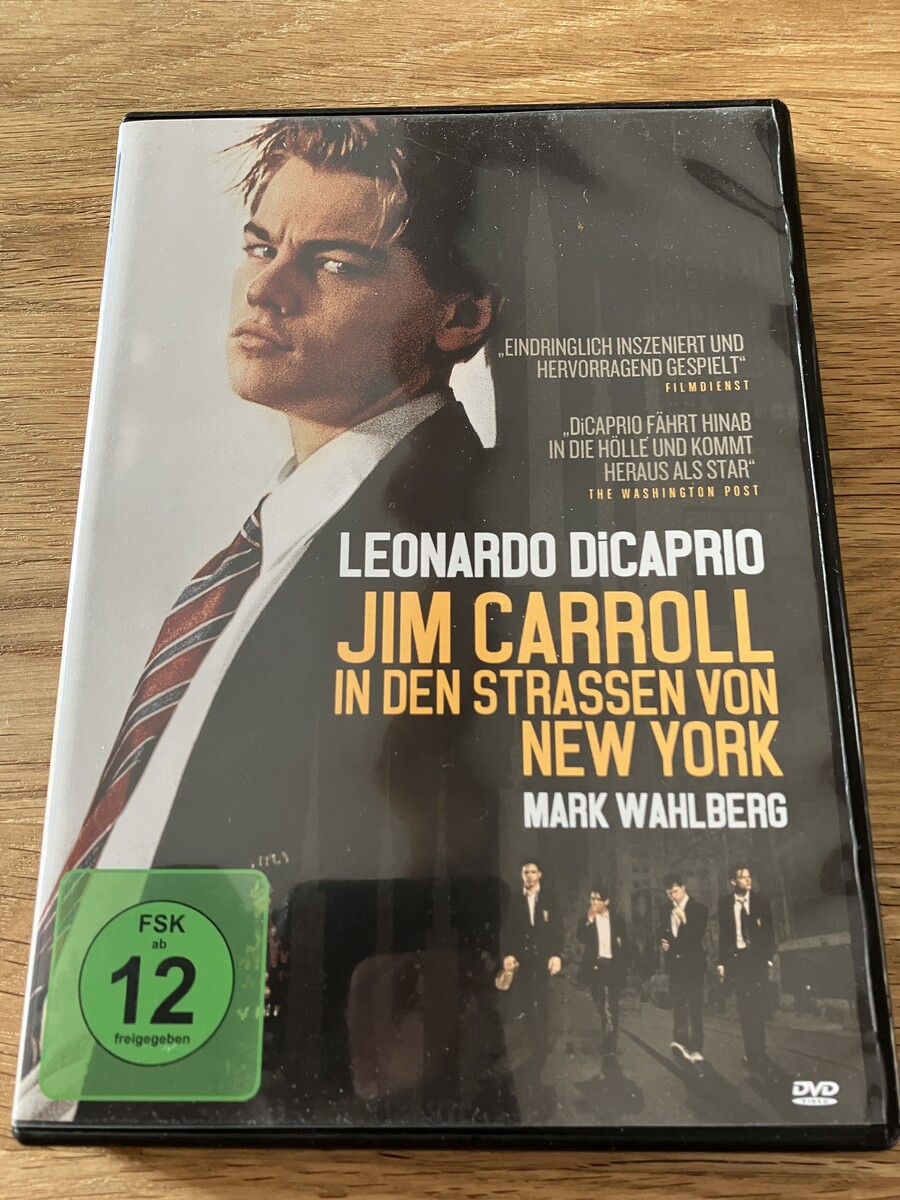 „EINDRINGLICH INSZENIERT UND
HERVORRAGEND GESPIELT“
FILMDIENST
„DiCAPRIO FÄHRT HINAB
IN DIE HÖLLE UND KOMMT
HERAUS ALS STAR“
THE WASHINGTON POST
LEONARDO DiCAPRIO
JIM CARROLL
IN DEN STRASSEN VON
NEW YORK
MARK WAHLBERG
FSK
ab
12
freigegeben
DVD
VIDEO